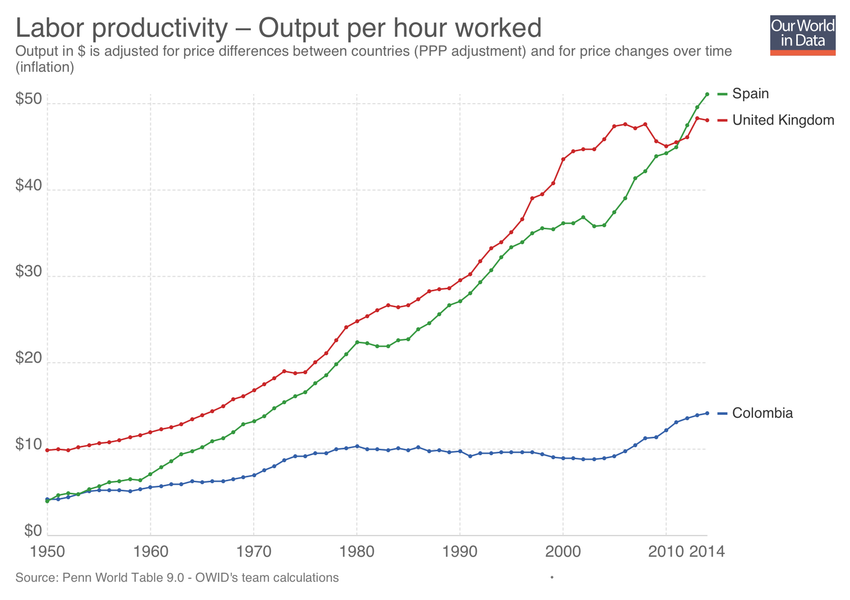 Labor productivity – Output per hour worked
Our World
in Data
Output in $ is adjusted for price differences between countries (PPP adjustment) and for price changes over time
(inflation)
$50
Spain
United Kingdom
$40
$30
$20
Colombia
$10
$0
1950 1960 1970 1980 1990 2000 2010 2014
Source: Penn World Table 9.0 - OWID's team calculations